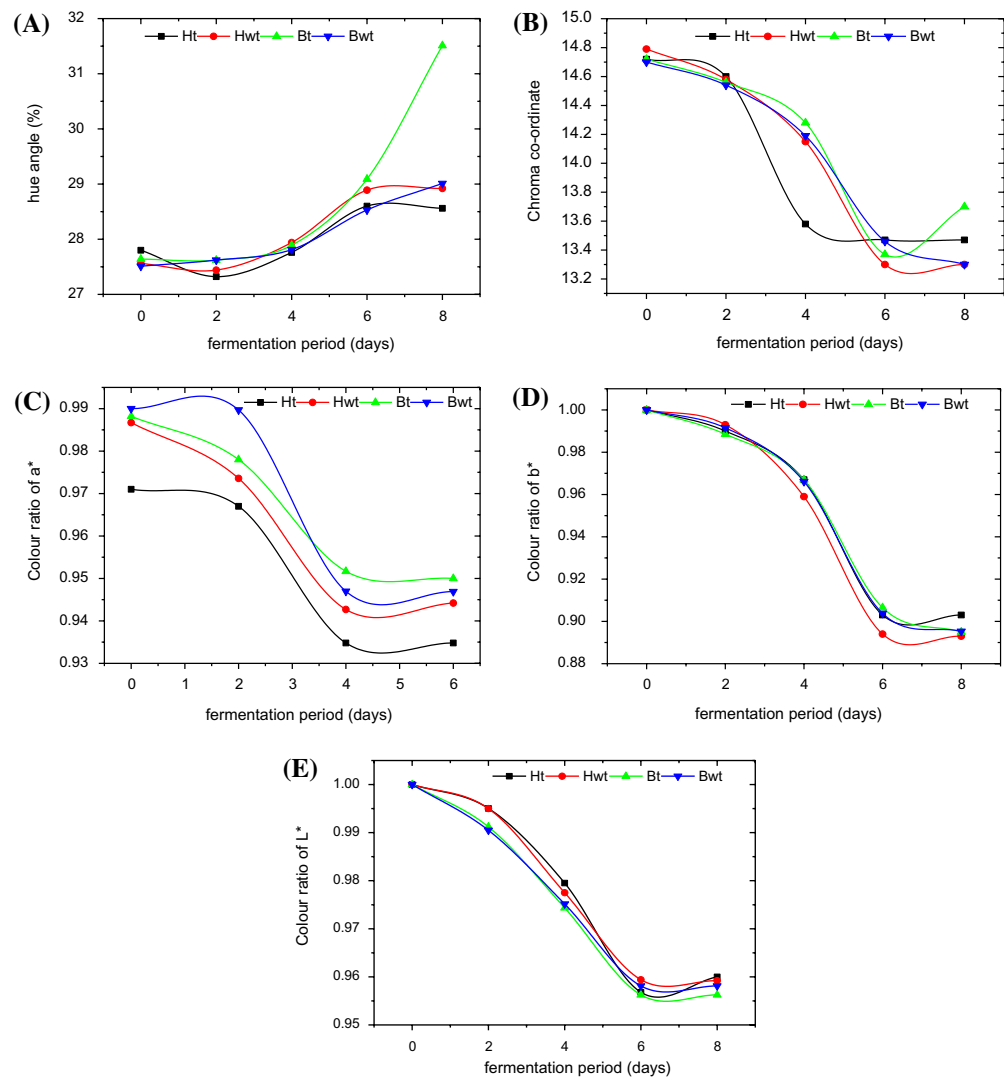 (A)
Ht Hwt Bt Bwt
32
31
30
29
28
27
hue angle (%)
0 2 4 6 8
fermentation period (days)
(B)
Ht Hwt Bt Bwt
15.0
14.8
14.6
14.4
14.2
14.0
13.8
13.6
13.4
13.2
Chroma co-ordinate
0 2 4 6 8
fermentation period (days)
(C)
Ht Hwt Bt Bwt
0.99
0.98
0.97
0.96
0.95
0.94
0.93
Colour ratio of a*
0 1 2 3 4 5 6
fermentation period (days)
(D)
Ht Hwt Bt Bwt
1.00
0.98
0.96
0.94
0.92
0.90
0.88
Colour ratio of b*
0 2 4 6 8
fermentation period (days)
(E)
Ht Hwt Bt Bwt
1.00
0.99
0.98
0.97
0.96
0.95
Colour ratio of L*
0 2 4 6 8
fermentation period (days)